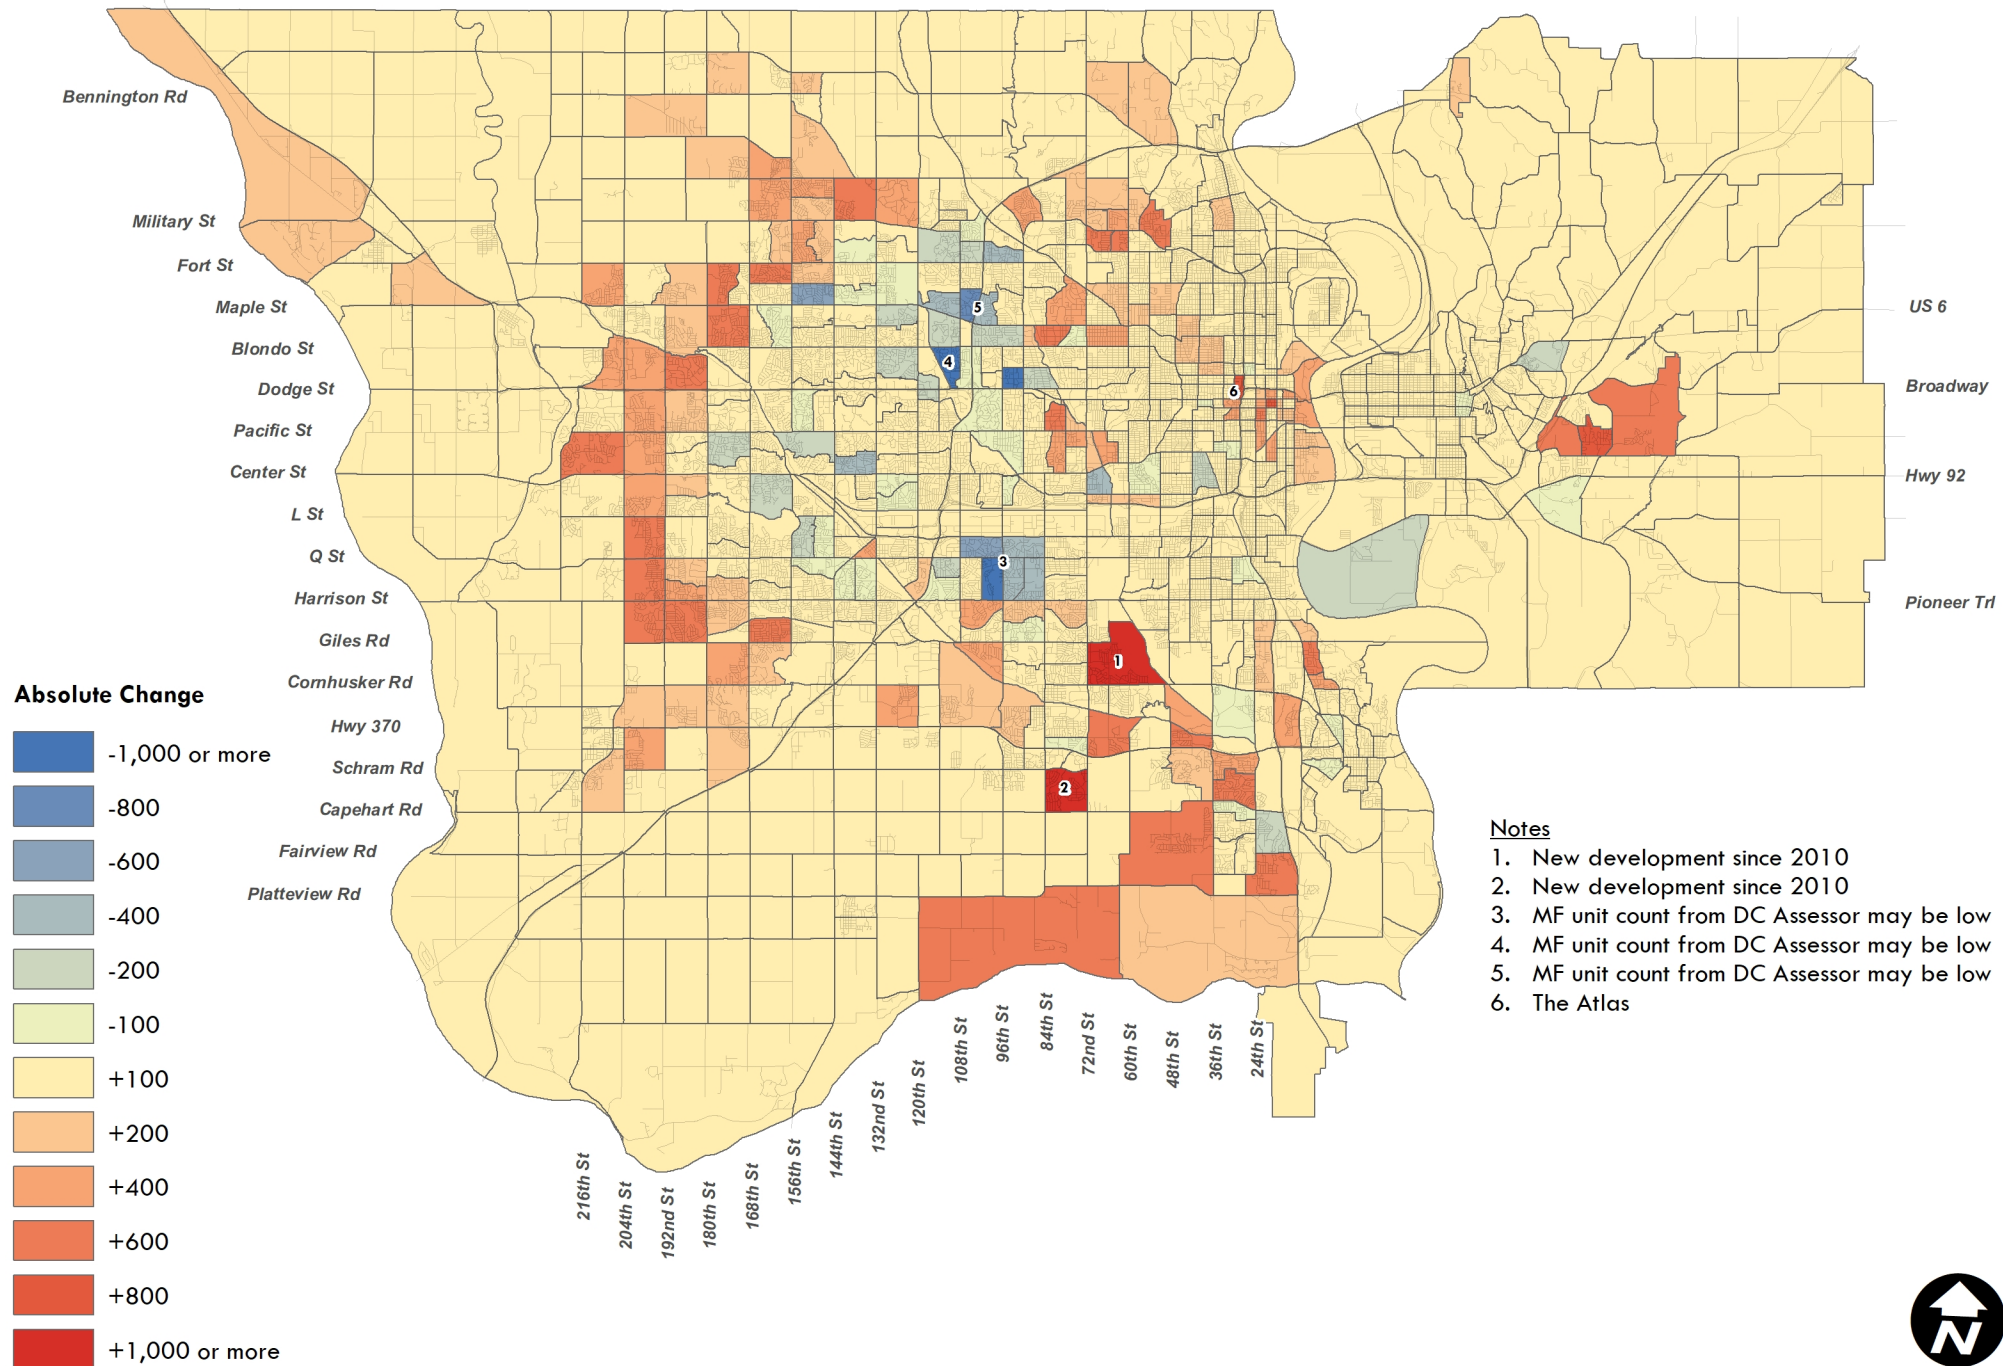 Bennington Rd
Military St
Fort St
Maple St
Blondo St
Dodge St
Pacific St
Center St
L St
Q St
Harrison St
Giles Rd
Cornhusker Rd
Hwy 370
Schram Rd
Capehart Rd
Fairview Rd
Platteview Rd
US 6
Broadway
Hwy 92
Pioneer Trl
5
4
6
3
1
2
Absolute Change
-1,000 or more
-800
-600
-400
-200
-100
+100
+200
+400
+600
+800
+1,000 or more
216th St
204th St
192nd St
180th St
168th St
156th St
144th St
132nd St
120th St
108th St
96th St
84th St
72nd St
60th St
48th St
36th St
24th St
Notes
1. New development since 2010
2. New development since 2010
3. MF unit count from DC Assessor may be low
4. MF unit count from DC Assessor may be low
5. MF unit count from DC Assessor may be low
6. The Atlas
N